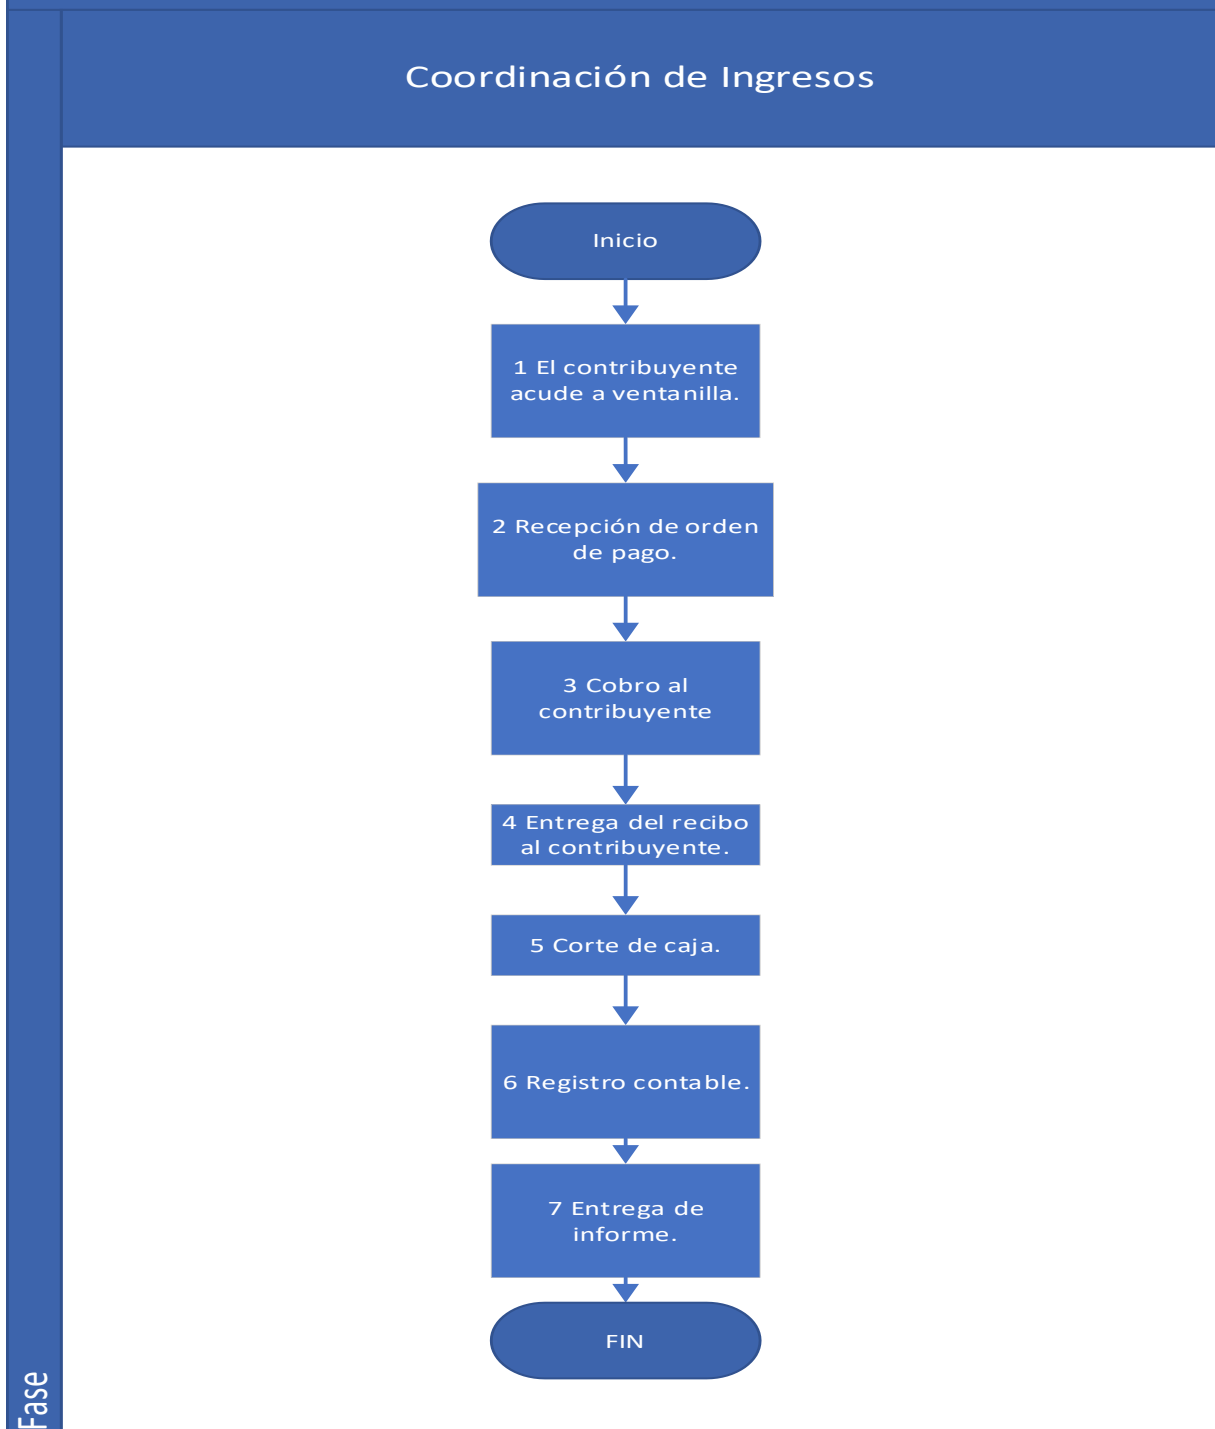 Coordinación de Ingresos
Inicio
1 El contribuyente
acude a ventanilla.
2 Recepción de orden
de pago.
3 Cobro al
contribuyente
4 Entrega del recibo
al contribuyente.
5 Corte de caja.
6 Registro contable.
7 Entrega de
informe.
FIN
Fase